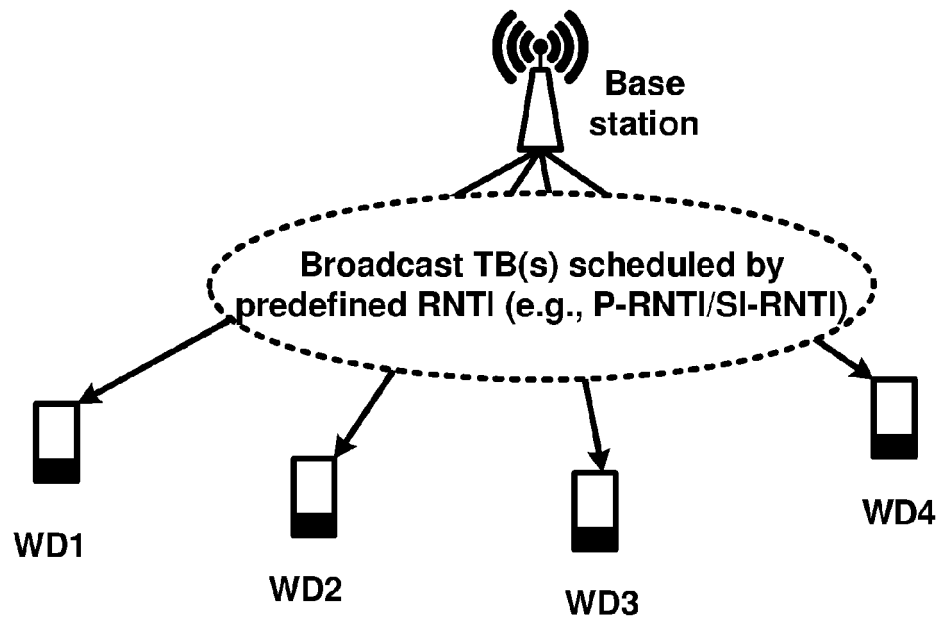 Base
station
Broadcast TB(s) scheduled by
predefined RNTI (e.g., P-RNTI/SI-RNTI)
WD1
WD2
WD3
WD4